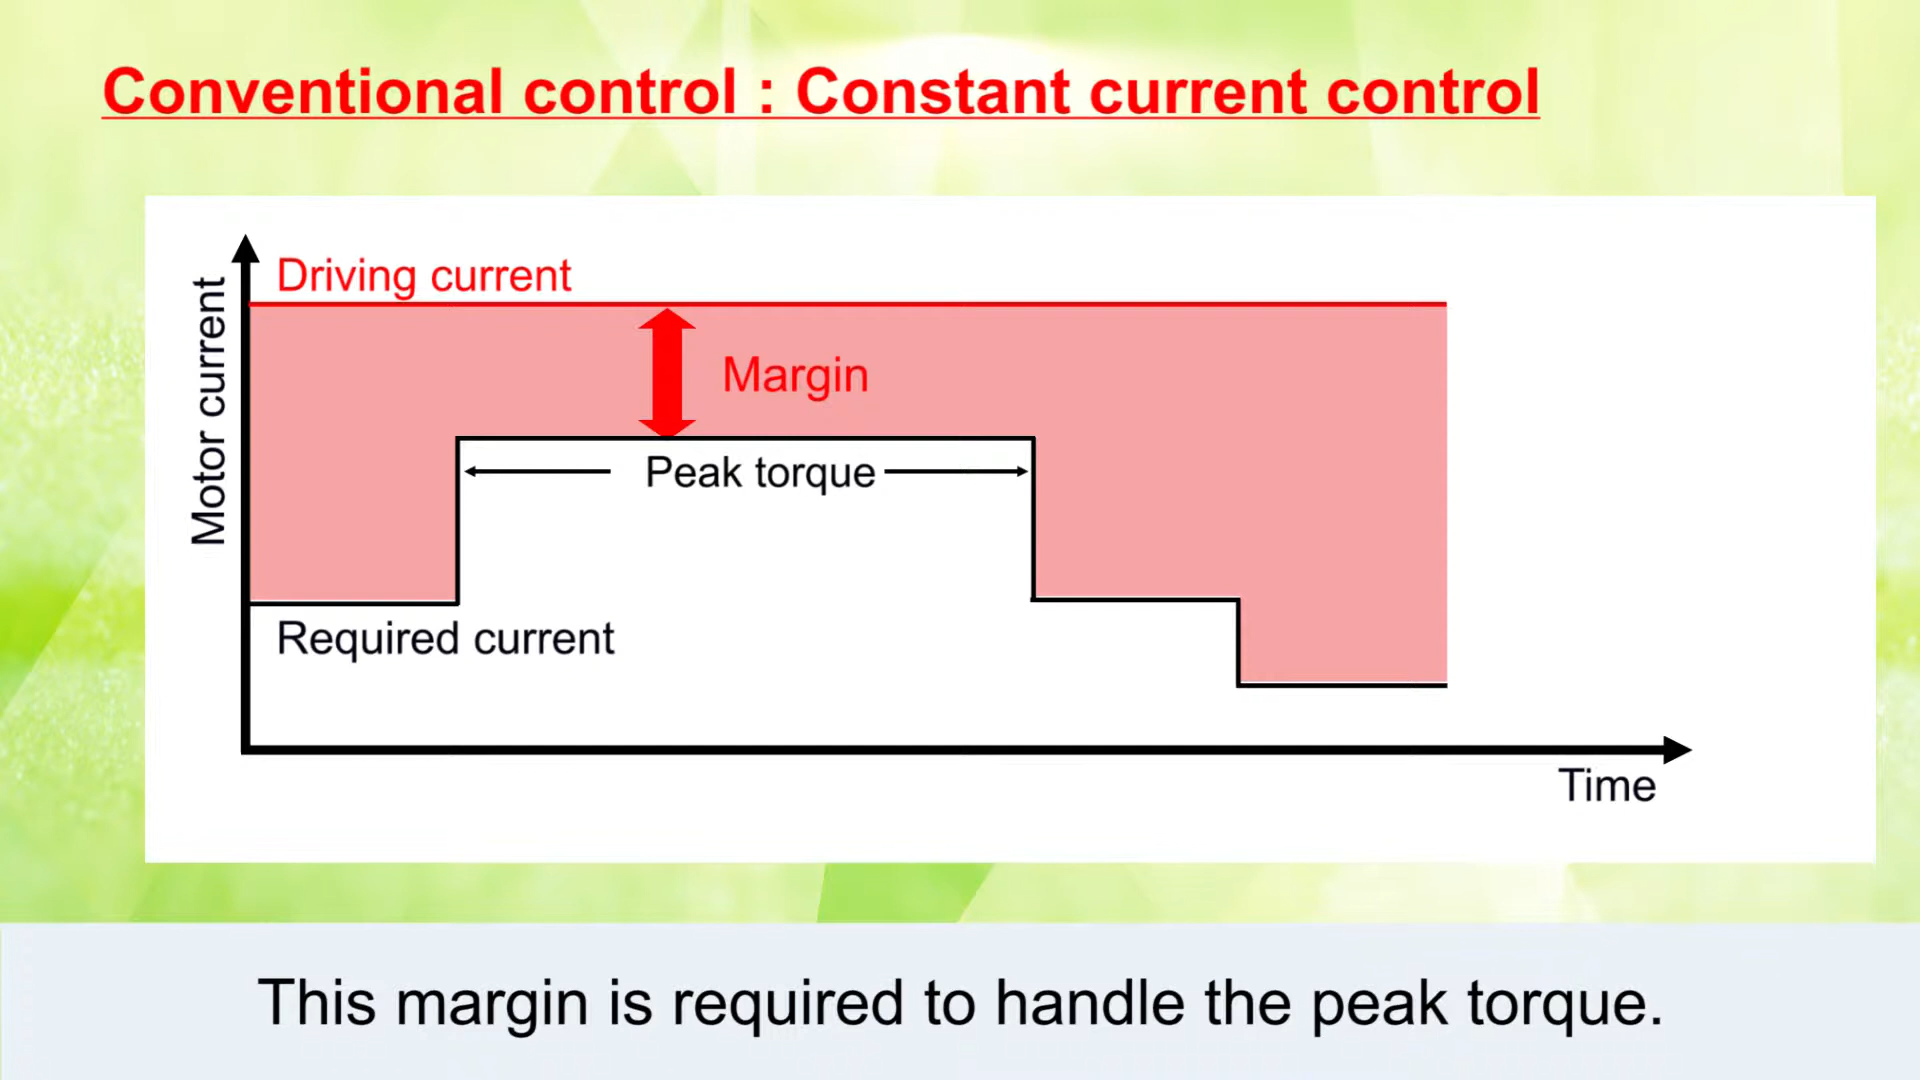 Conventional control : Constant current control
Driving current
Motor current
Margin
Peak torque
Required current
Time
This margin is required to handle the peak torque.